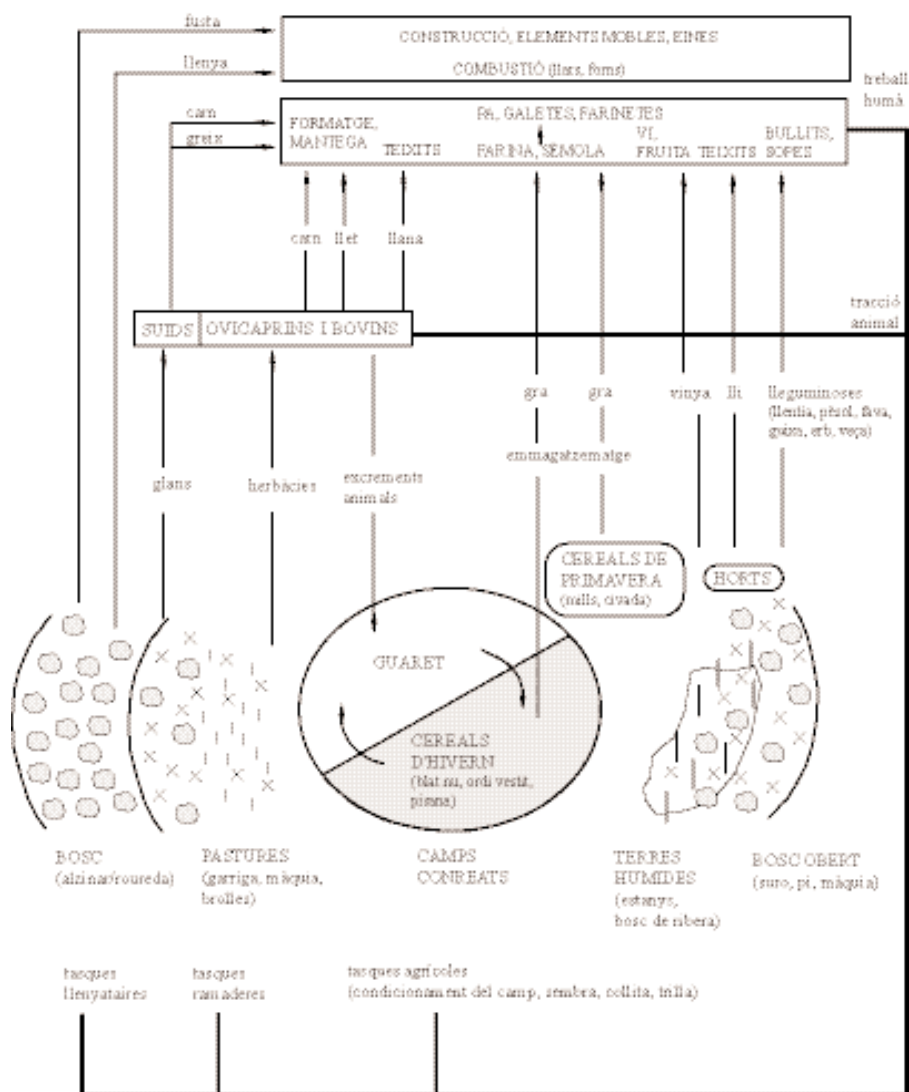 fusta
CONSTRUCCIÓ, ELEMENTS MOBLES, EINES
llenya
COMBUSTIÓ (llars, forns)
treball
humà
carn
greix
PA, GALETES, FARINETES
FORMATGE,
MANTEGA
TEIXITS
FARINA, SÈMOLA
VI,
FRUITA
TEIXITS
BULLITS,
SOPES
carn
llet
llana
tracció
animal
SUIDS
OVICAPRINS I BOVINS
gra
gra
vinya
lli
lleguminoses
(llentia, pèsol, fava,
guixa, erb, veça)
emmagatzematge
glans
herbàcies
excrements
animals
CEREALS DE
PRIMAVERA
(mills, civada)
HORTS
GUARET
CEREALS
D'HIVERN
(blat nu, ordi vestit,
pisana)
BOSC
(alzinar/roureda)
PASTURES
(garriga, màquia,
brolles)
CAMPS
CONREATS
TERRES
HUMIDES
(estanys,
bosc de ribera)
BOSC OBERT
(suro, pi, màquia)
tasques
llenyataires
tasques
ramaderes
tasques agrícoles
(condicionament del camp, sembra, collita, trilla)